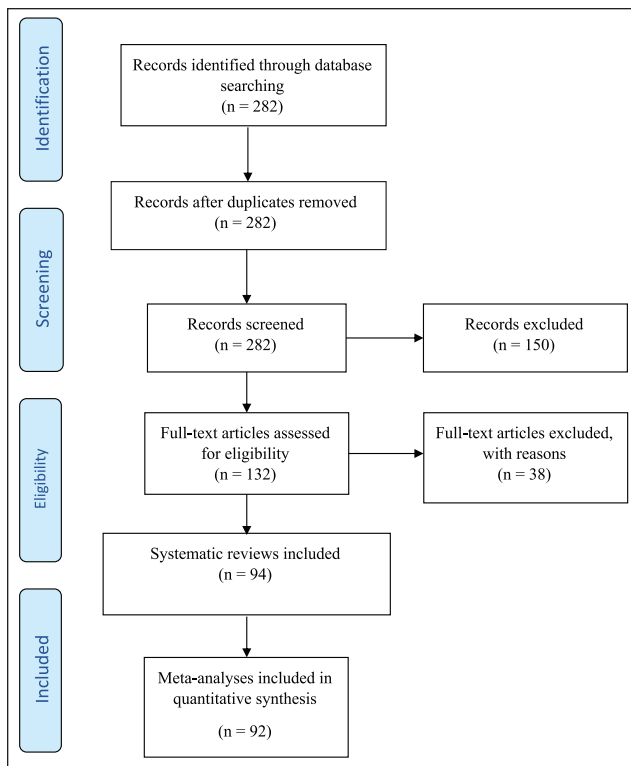 Identification
Records identified through database
searching
(n = 282)
Records after duplicates removed
(n = 282)
Screening
Records screened
(n = 282)
Records excluded
(n = 150)
Eligibility
Full-text articles assessed
for eligibility
(n = 132)
Full-text articles excluded,
with reasons
(n = 38)
Systematic reviews included
(n = 94)
Included
Meta-analyses included in
quantitative synthesis
(n = 92)